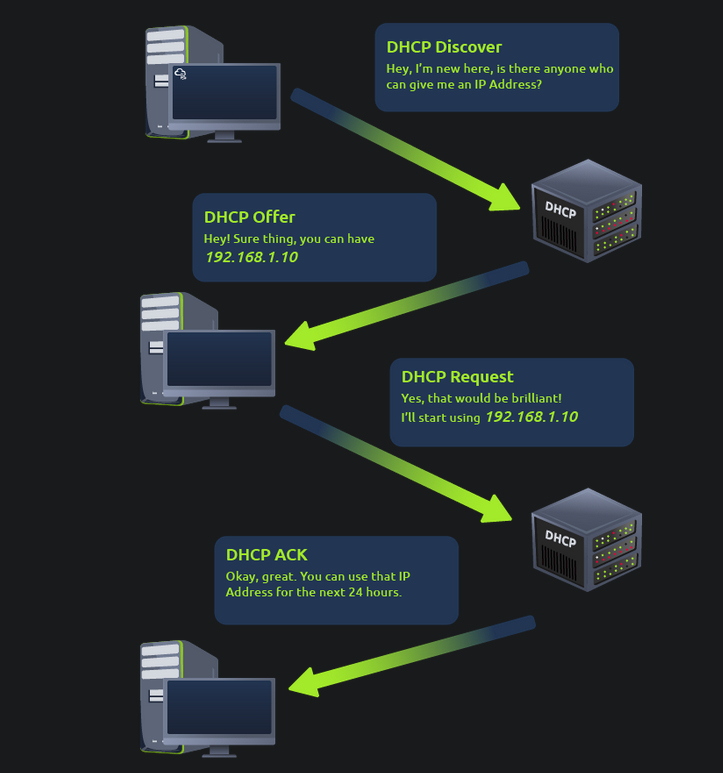 DHCP Discover
Hey, I'm new here, is there anyone who
can give me an IP Address?
DHCP
DHCP Offer
Hey! Sure thing, you can have
192.168.1.10
DHCP Request
Yes, that would be brilliant!
I'll start using 192.168.1.10
DHCP
DHCP ACK
Okay, great. You can use that IP
Address for the next 24 hours.